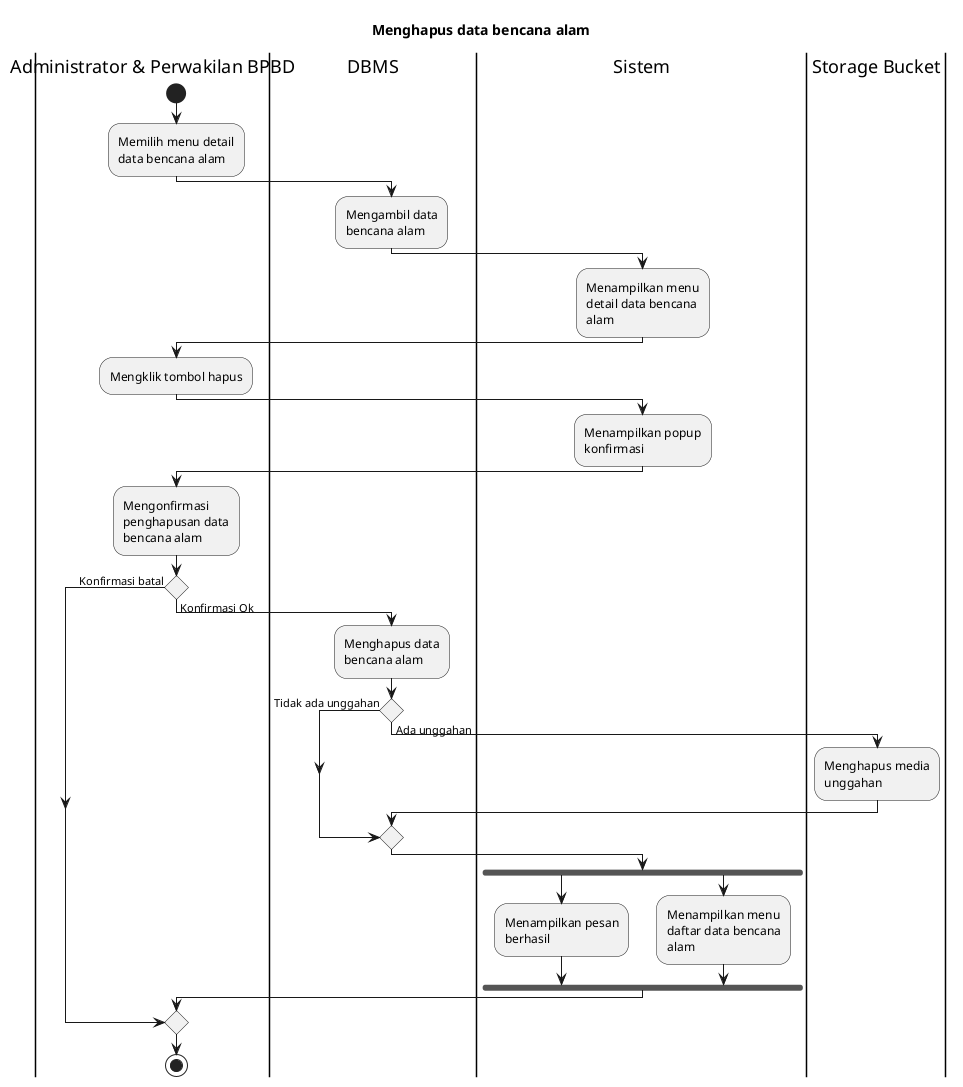 Menghapus data bencana alam
Administrator & Perwakilan BPBD
DBMS
Sistem
Storage Bucket
Memilih menu detail
data bencana alam
Mengambil data
bencana alam
Menampilkan menu
detail data bencana
alam
Mengklik tombol hapus
Menampilkan popup
konfirmasi
Mengonfirmasi
penghapusan data
bencana alam
Konfirmasi batal
Konfirmasi Ok
Menghapus data
bencana alam
Tidak ada unggahan
Ada unggahan
Menghapus media
unggahan
Menampilkan pesan
berhasil
Menampilkan menu
daftar data bencana
alam